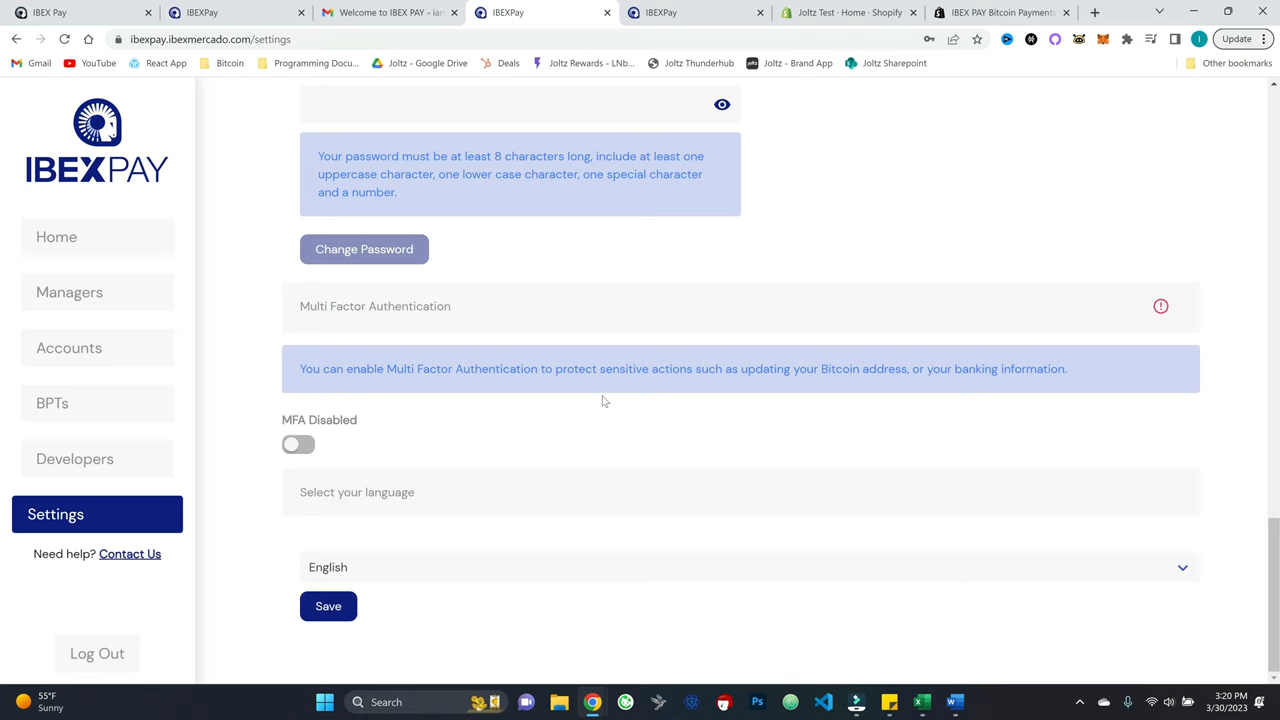 IBEX PAY
IBEXPay
Welcome to IBEX PAY - ian
IBEXPay
IBEXPay
Joltz Test · Home · Shopify
IBEX PAY Bitcoin Payments
ibexpay.ibexmercado.com/settings
Update
Gmail
YouTube
React App
Bitcoin
Programming Docu...
Joltz - Google Drive
Deals
Joltz Rewards - LNb...
Joltz Thunderhub
Joltz - Brand App
Joltz Sharepoint
Other bookmarks
IBEXPAY
Home
Managers
Accounts
BPTs
Developers
Settings
Need help? Contact Us
Log Out
Your password must be at least 8 characters long, include at least one
uppercase character, one lower case character, one special character
and a number.
Change Password
Multi Factor Authentication
You can enable Multi Factor Authentication to protect sensitive actions such as updating your Bitcoin address, or your banking information.
MFA Disabled
Select your language
English
Save
55°F
Sunny
Search
3:20 PM
3/30/2023